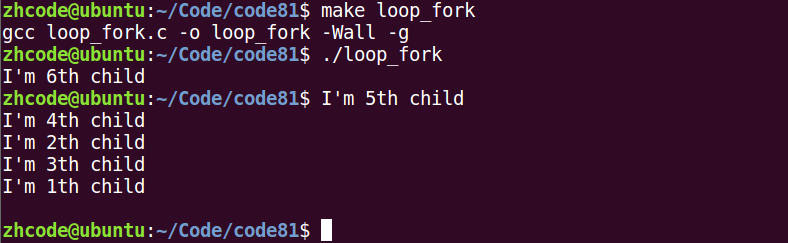 zhcode@ubuntu:~/Code/code81$ make loop_fork
gcc loop_fork.c -o loop_fork -Wall -g
zhcode@ubuntu:~/Code/code81$ ./loop_fork
I'm 6th child
zhcode@ubuntu:~/Code/code81$ I'm 5th child
I'm 4th child
I'm 2th child
I'm 3th child
I'm 1th child
zhcode@ubuntu:~/Code/code81$